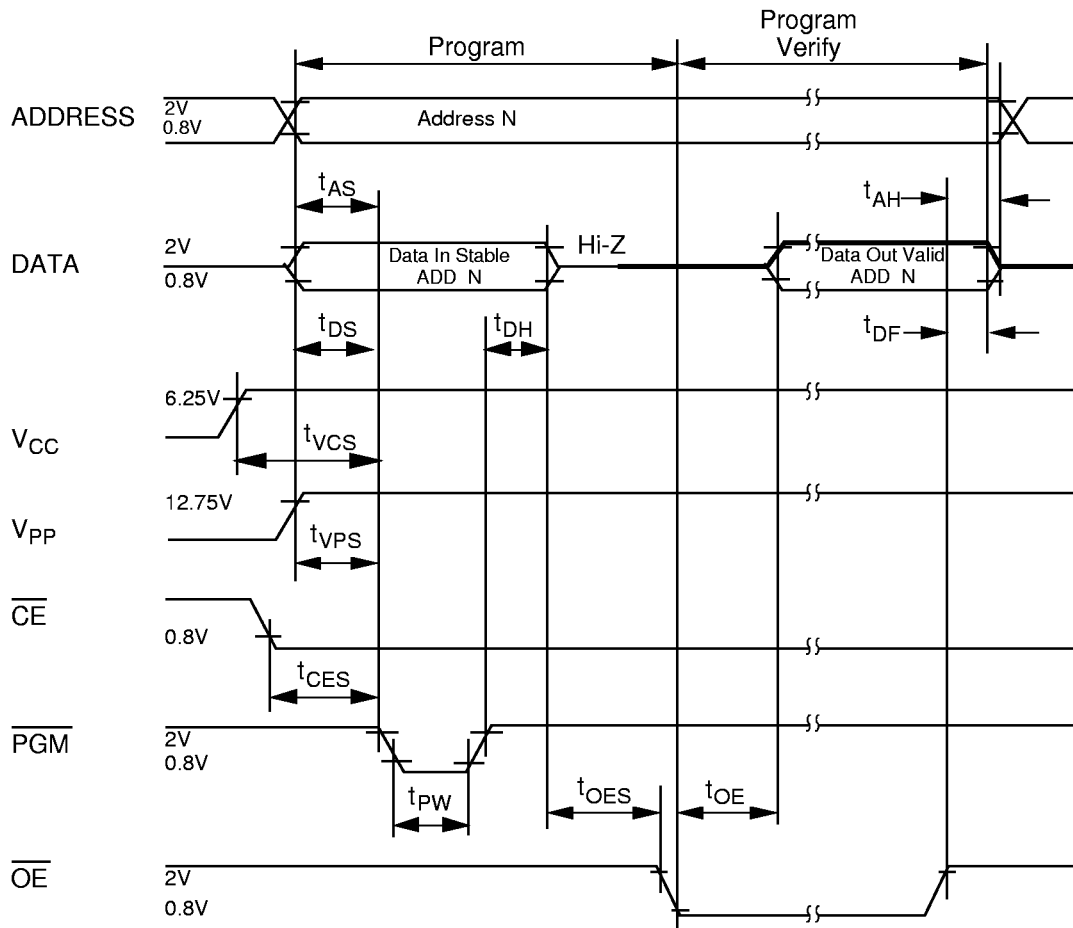 Program
Program
Verify
ADDRESS
2V
0.8V
Address N
tAS
tAH
DATA
2V
0.8V
Data In Stable
ADD N
Hi-Z
Data Out Valid
ADD N
tDS
tDH
tDF
VCC
6.25V
tVCS
VPP
12.75V
tVPS
CE
0.8V
tCES
PGM
2V
0.8V
tPW
tOES
tOE
OE
2V
0.8V